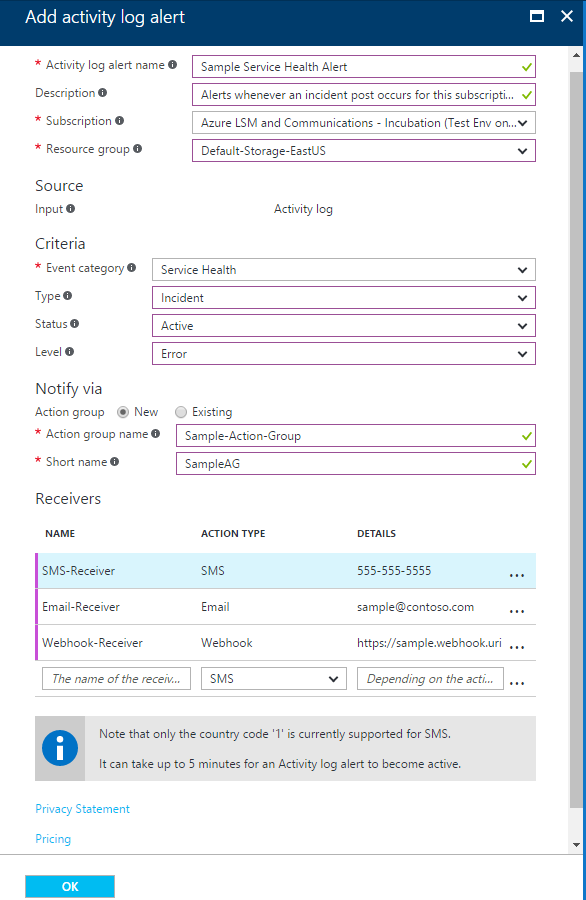 Add activity log alert
* Activity log alert name Sample Service Health Alert
Description Alerts whenever an incident post occurs for this subscripti...
* Subscription Azure LSM and Communications - Incubation (Test Env on...
* Resource group Default-Storage-EastUS
Source
Input Activity log
Criteria
* Event category Service Health
Type Incident
Status Active
Level Error
Notify via
Action group New Existing
* Action group name Sample-Action-Group
* Short name SampleAG
Receivers
NAME ACTION TYPE DETAILS
SMS-Receiver SMS 555-555-5555 ...
Email-Receiver Email sample@contoso.com ...
Webhook-Receiver Webhook https://sample.webhook.uri ...
The name of the receiv... SMS Depending on the acti... ...
Note that only the country code '1' is currently supported for SMS.
It can take up to 5 minutes for an Activity log alert to become active.
Privacy Statement
Pricing
OK